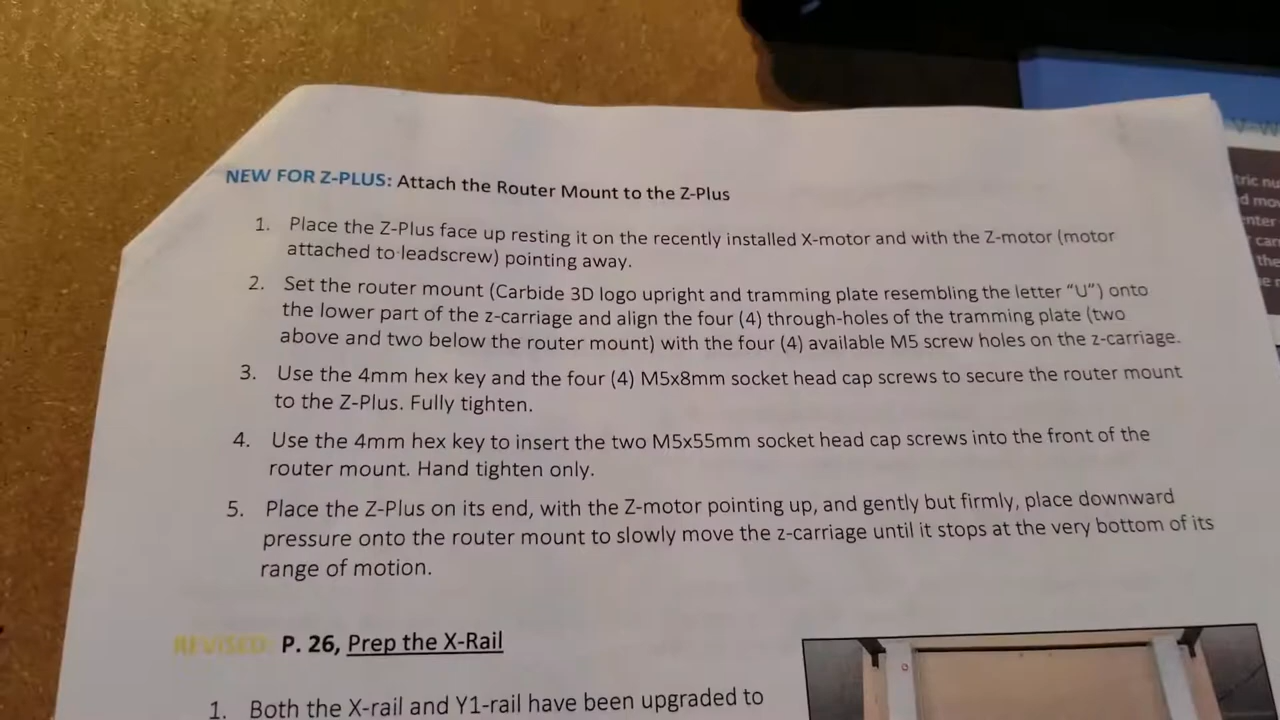 NEW FOR Z-PLUS: Attach the Router Mount to the Z-Plus
1. Place the Z-Plus face up resting it on the recently installed X-motor and with the Z-motor (motor
attached to leadscrew) pointing away.
2. Set the router mount (Carbide 3D logo upright and tramming plate resembling the letter “U”) onto
the lower part of the z-carriage and align the four (4) through-holes of the tramming plate (two
above and two below the router mount) with the four (4) available M5 screw holes on the z-carriage.
3. Use the 4mm hex key and the four (4) M5x8mm socket head cap screws to secure the router mount
to the Z-Plus. Fully tighten.
4. Use the 4mm hex key to insert the two M5x55mm socket head cap screws into the front of the
router mount. Hand tighten only.
5. Place the Z-Plus on its end, with the Z-motor pointing up, and gently but firmly, place downward
pressure onto the router mount to slowly move the z-carriage until it stops at the very bottom of its
range of motion.
REVISED: P. 26, Prep the X-Rail
1. Both the X-rail and Y1-rail have been upgraded to